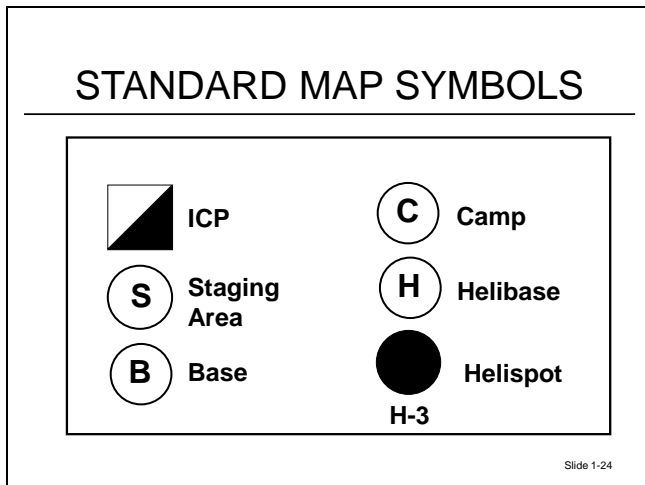 STANDARD MAP SYMBOLS
ICP
S
Staging
Area
B
Base
C
Camp
H
Helibase
Helispot
H-3
Slide 1-24